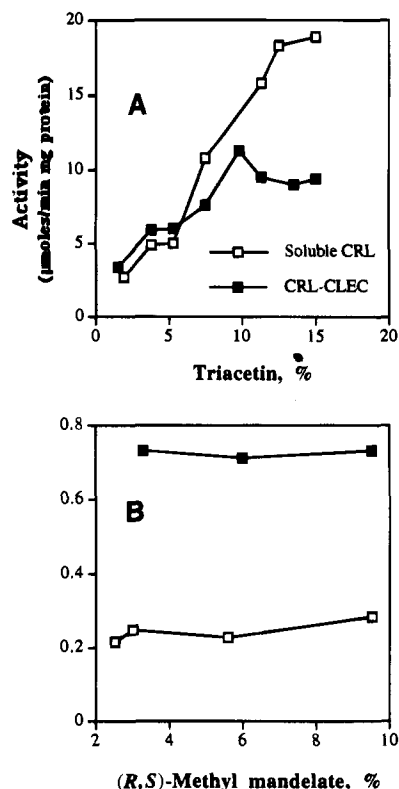 20
15
10
5
0
Activity
(μmoles/min mg protein)
A
Soluble CRL
CRL-CLEC
0 5 10 15 20
Triacetin, %
0.8
0.6
0.4
0.2
0
B
2 4 6 8 10
(R,S)-Methyl mandelate, %